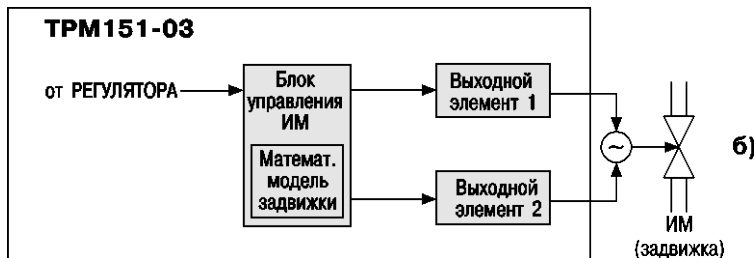 ТРМ151-03
от РЕГУЛЯТОРА
Блок
управления
ИМ
Математ.
модель
задвижки
Выходной
элемент 1
Выходной
элемент 2
~
б)
ИМ
(задвижка)